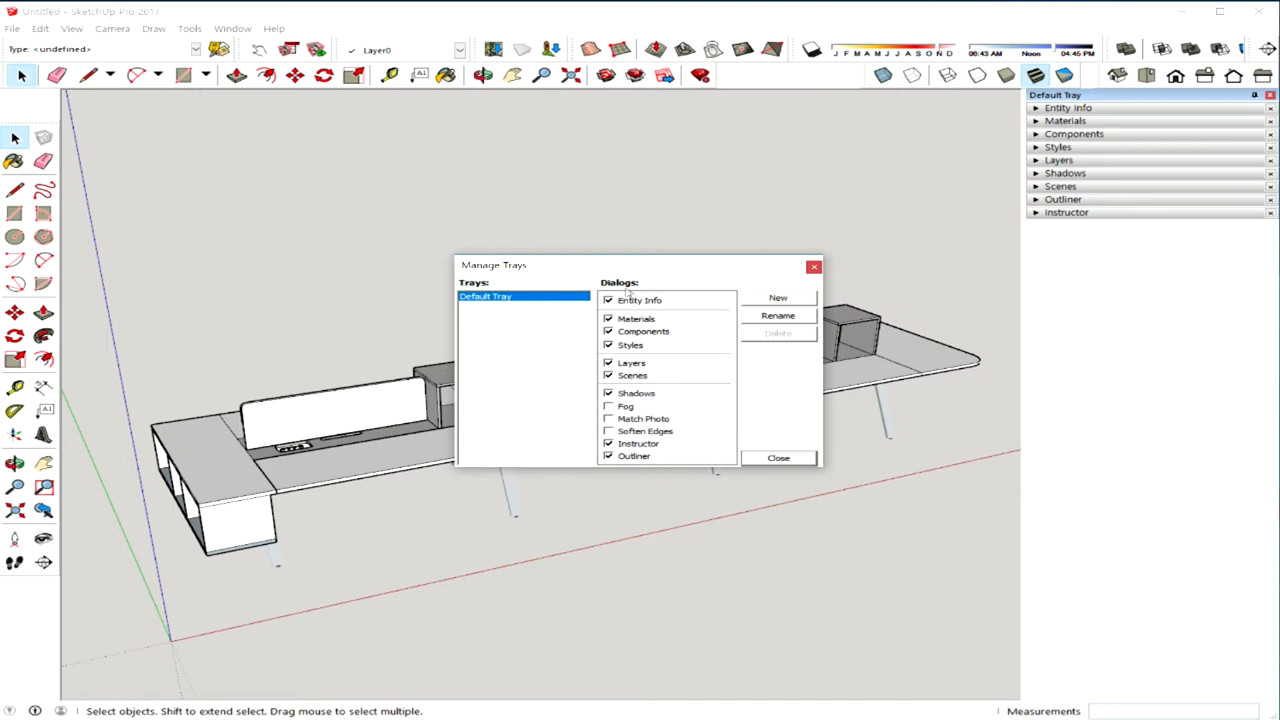 Untitled - SketchUp Pro 2017
File Edit View Camera Draw Tools Window Help
Type: <undefined>
Layer0
J F M A M J J A S O N D
06:43 AM Noon 04:45 PM
Default Tray
Entity Info
Materials
Components
Styles
Layers
Shadows
Scenes
Outliner
Instructor
Manage Trays
Trays:
Default Tray
Dialogs:
Entity Info
Materials
Components
Styles
Layers
Scenes
Shadows
Fog
Match Photo
Soften Edges
Instructor
Outliner
New
Rename
Delete
Close
Select objects. Shift to extend select. Drag mouse to select multiple.
Measurements